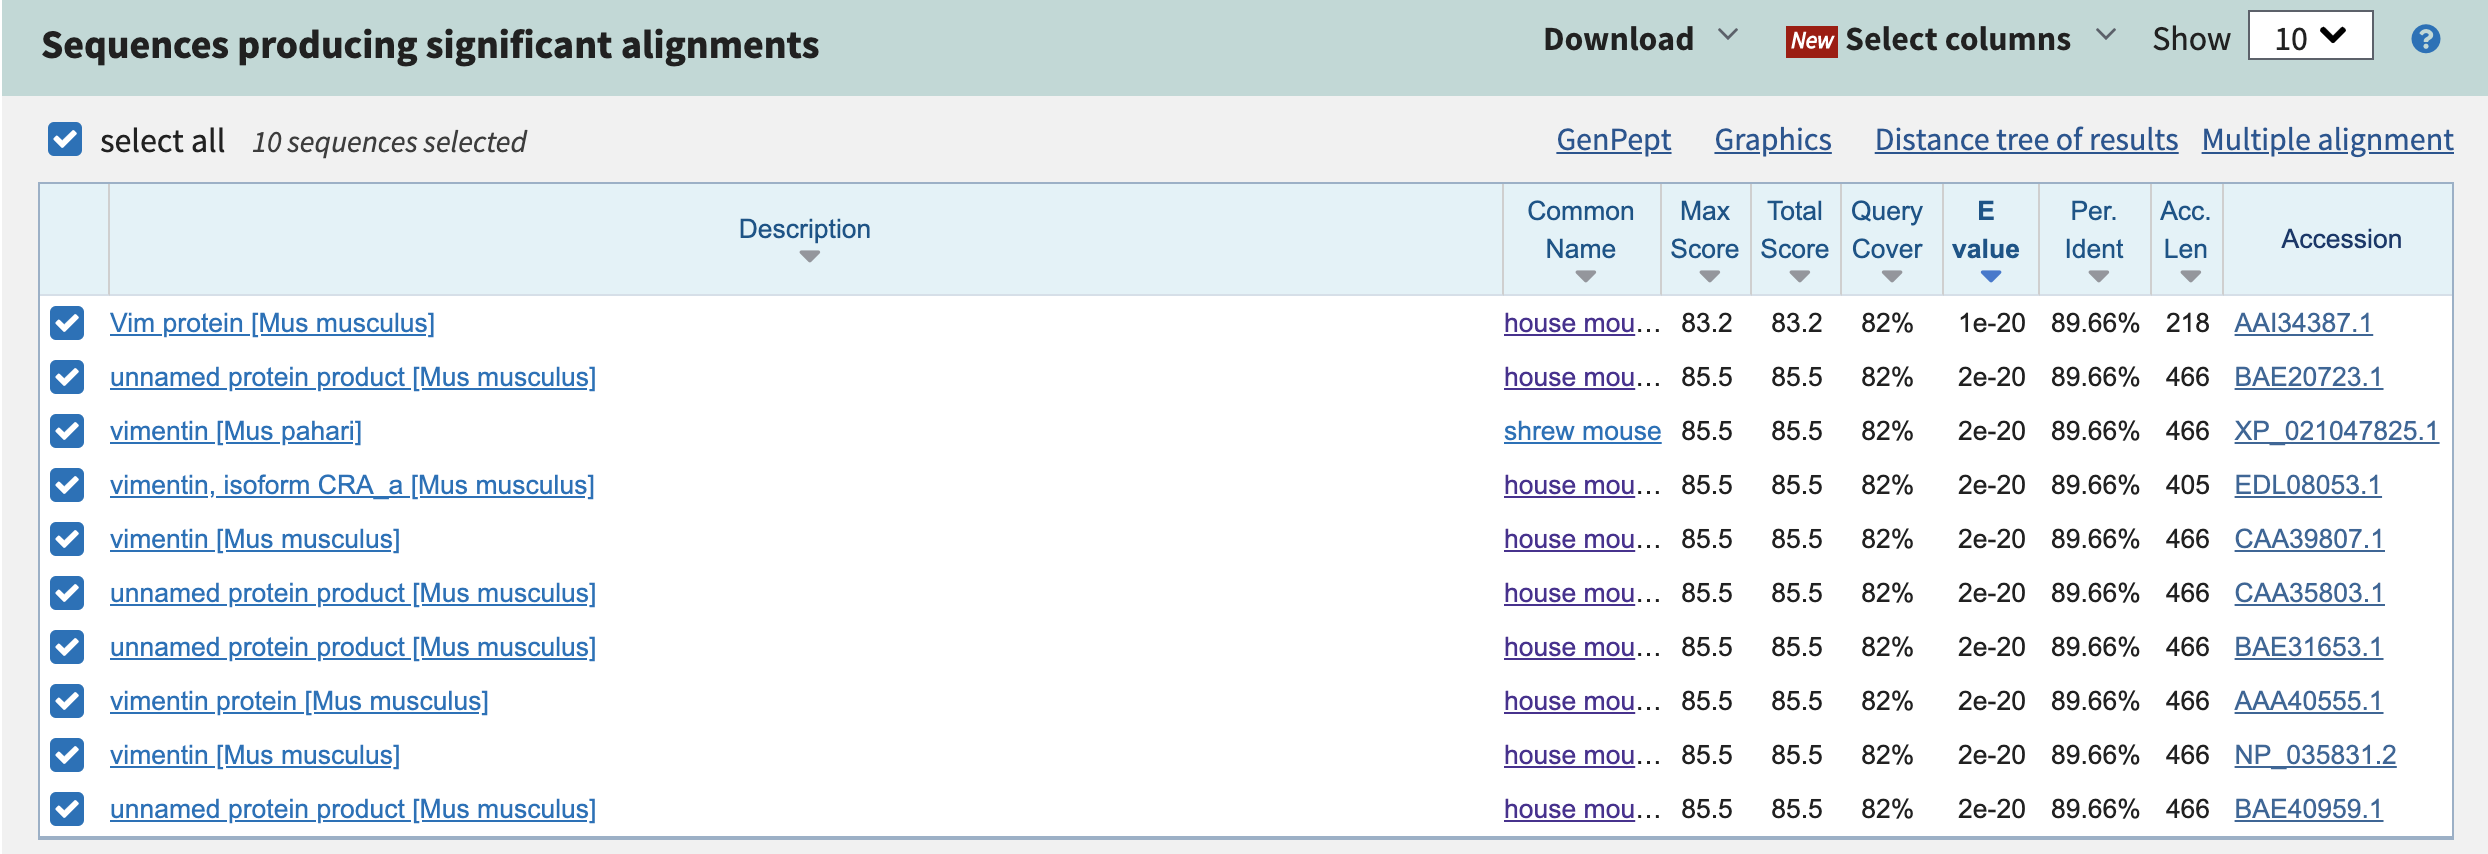 Sequences producing significant alignments Download New Select columns Show 10 ?
select all 10 sequences selected GenPept Graphics Distance tree of results Multiple alignment
Description Common Name Max Score Total Score Query Cover E value Per. Ident Acc. Len Accession
Vim protein [Mus musculus] house mou... 83.2 83.2 82% 1e-20 89.66% 218 AAI34387.1
unnamed protein product [Mus musculus] house mou... 85.5 85.5 82% 2e-20 89.66% 466 BAE20723.1
vimentin [Mus pahari] shrew mouse 85.5 85.5 82% 2e-20 89.66% 466 XP_021047825.1
vimentin, isoform CRA_a [Mus musculus] house mou... 85.5 85.5 82% 2e-20 89.66% 405 EDL08053.1
vimentin [Mus musculus] house mou... 85.5 85.5 82% 2e-20 89.66% 466 CAA39807.1
unnamed protein product [Mus musculus] house mou... 85.5 85.5 82% 2e-20 89.66% 466 CAA35803.1
unnamed protein product [Mus musculus] house mou... 85.5 85.5 82% 2e-20 89.66% 466 BAE31653.1
vimentin protein [Mus musculus] house mou... 85.5 85.5 82% 2e-20 89.66% 466 AAA40555.1
vimentin [Mus musculus] house mou... 85.5 85.5 82% 2e-20 89.66% 466 NP_035831.2
unnamed protein product [Mus musculus] house mou... 85.5 85.5 82% 2e-20 89.66% 466 BAE40959.1